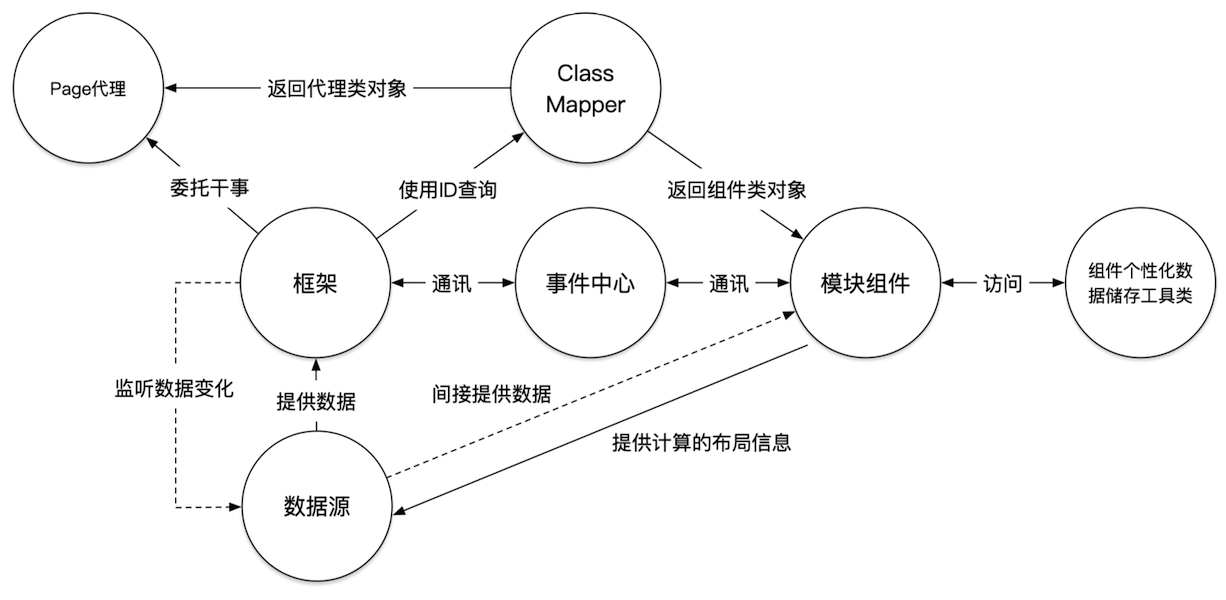 Page代理
返回代理类对象
Class
Mapper
委托干事
使用ID查询
返回组件类对象
框架
通讯
事件中心
通讯
模块组件
访问
组件个性化数
据储存工具类
监听数据变化
提供数据
间接提供数据
提供计算的布局信息
数据源